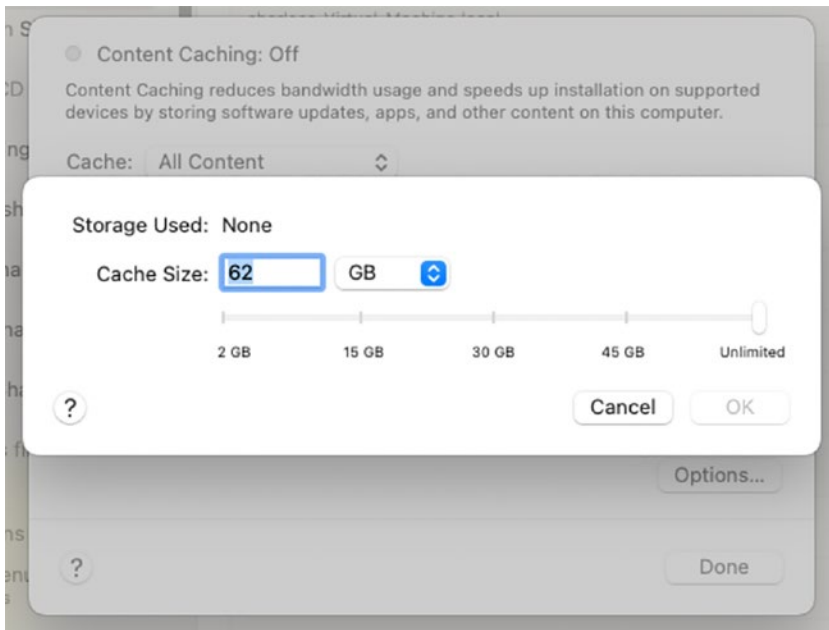 Content Caching: Off
Content Caching reduces bandwidth usage and speeds up installation on supported
devices by storing software updates, apps, and other content on this computer.
Cache: All Content
Storage Used: None
Cache Size: 62 GB
2 GB 15 GB 30 GB 45 GB Unlimited
? Cancel OK
Options...
? Done